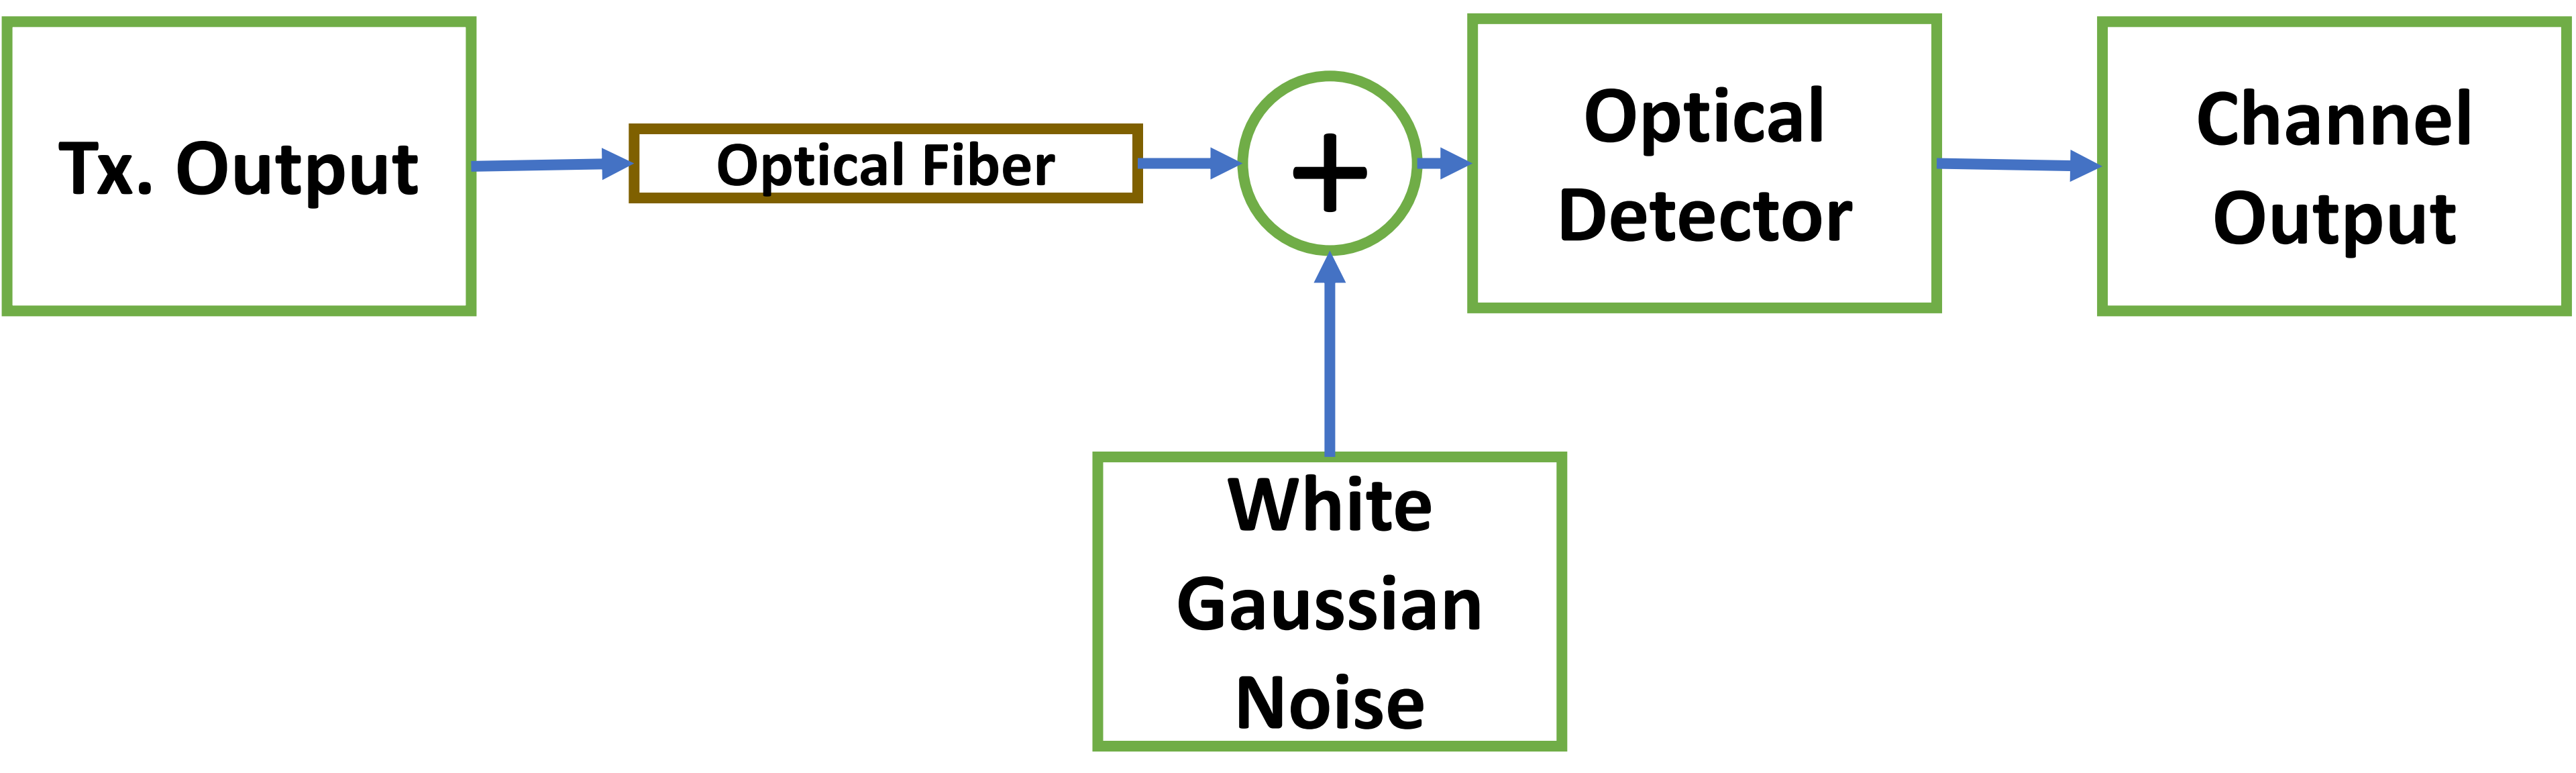 Tx. Output
Optical Fiber
+
Optical
Detector
Channel
Output
White
Gaussian
Noise